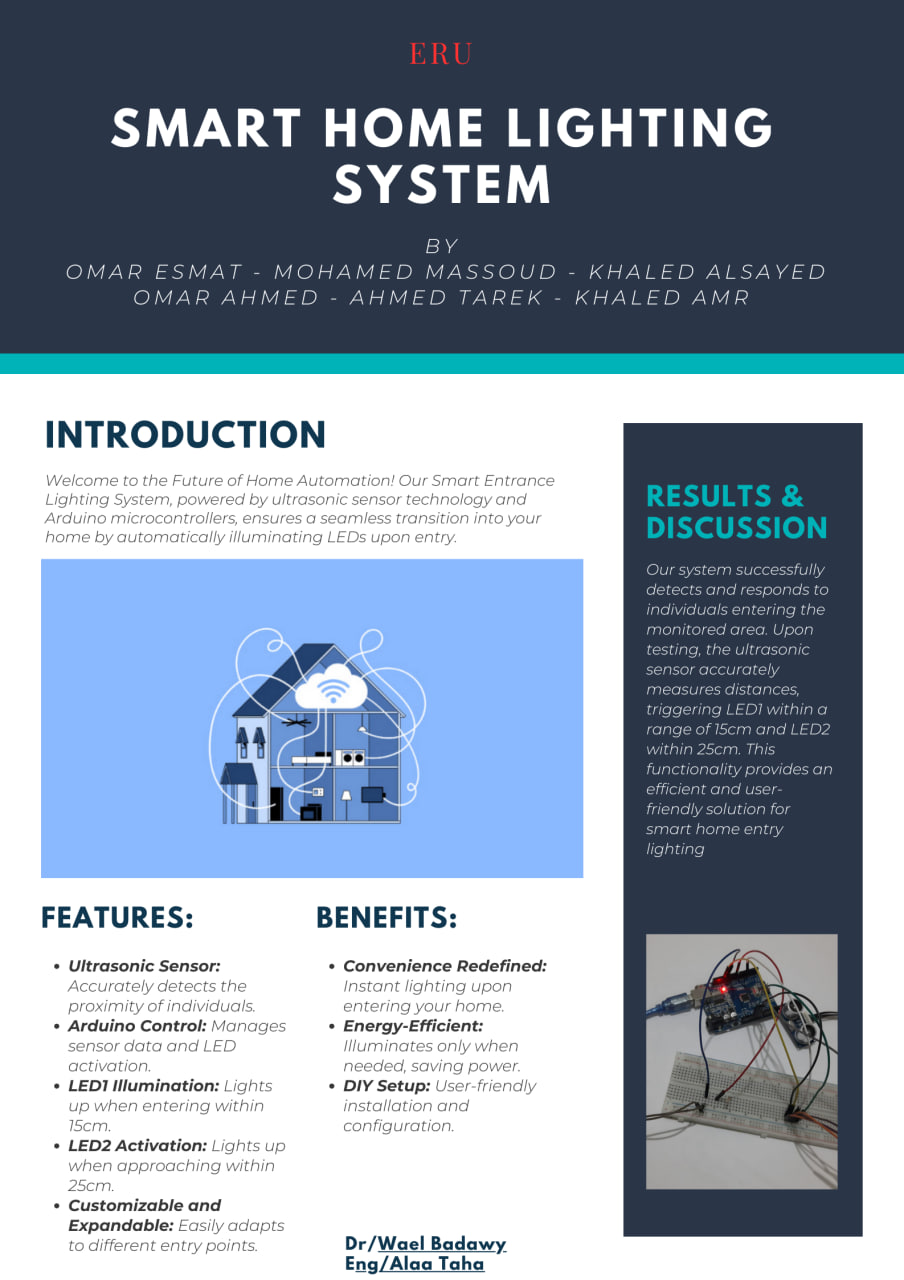 ERU
SMART HOME LIGHTING
SYSTEM
BY
OMAR ESMAT - MOHAMED MASSOUD - KHALED ALSAYED
OMAR AHMED - AHMED TAREK - KHALED AMR
INTRODUCTION
Welcome to the Future of Home Automation! Our Smart Entrance
Lighting System, powered by ultrasonic sensor technology and
Arduino microcontrollers, ensures a seamless transition into your
home by automatically illuminating LEDs upon entry.
FEATURES:
• Ultrasonic Sensor:
Accurately detects the
proximity of individuals.
• Arduino Control: Manages
sensor data and LED
activation.
• LED1 Illumination: Lights
up when entering within
15cm.
• LED2 Activation: Lights up
when approaching within
25cm.
• Customizable and
Expandable: Easily adapts
to different entry points.
BENEFITS:
• Convenience Redefined:
Instant lighting upon
entering your home.
• Energy-Efficient:
Illuminates only when
needed, saving power.
• DIY Setup: User-friendly
installation and
configuration.
Dr/Wael Badawy
Eng/Alaa Taha
RESULTS &
DISCUSSION
Our system successfully
detects and responds to
individuals entering the
monitored area. Upon
testing, the ultrasonic
sensor accurately
measures distances,
triggering LED1 within a
range of 15cm and LED2
within 25cm. This
functionality provides an
efficient and user-
friendly solution for
smart home entry
lighting